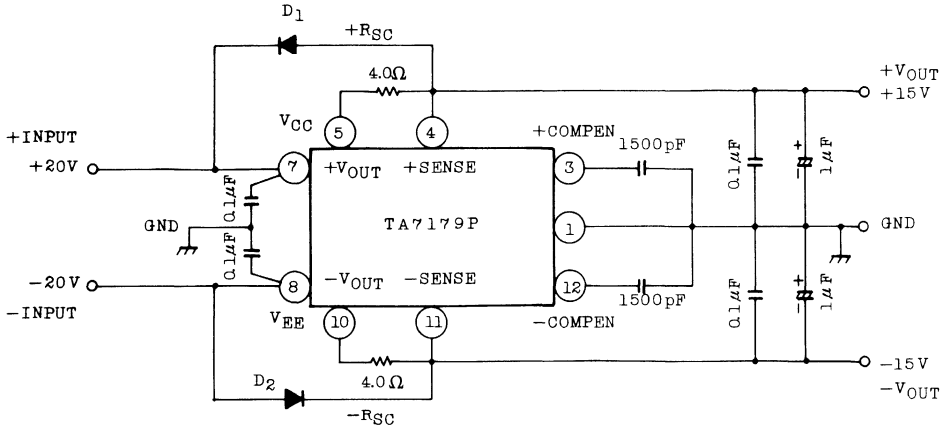 D1
+RSC
4.0Ω
+VOUT
+15V
VCC
5
4
+INPUT
+COMPEN
1500pF
+20V
7
+VOUT
+SENSE
3
0.1μF
0.1μF
+
−
1μF
GND
TA7179P
1
GND
0.1μF
−20V
8
−VOUT
−SENSE
12
1500pF
0.1μF
+
−
1μF
−INPUT
VEE
10
11
−COMPEN
−15V
4.0Ω
D2
−VOUT
−RSC